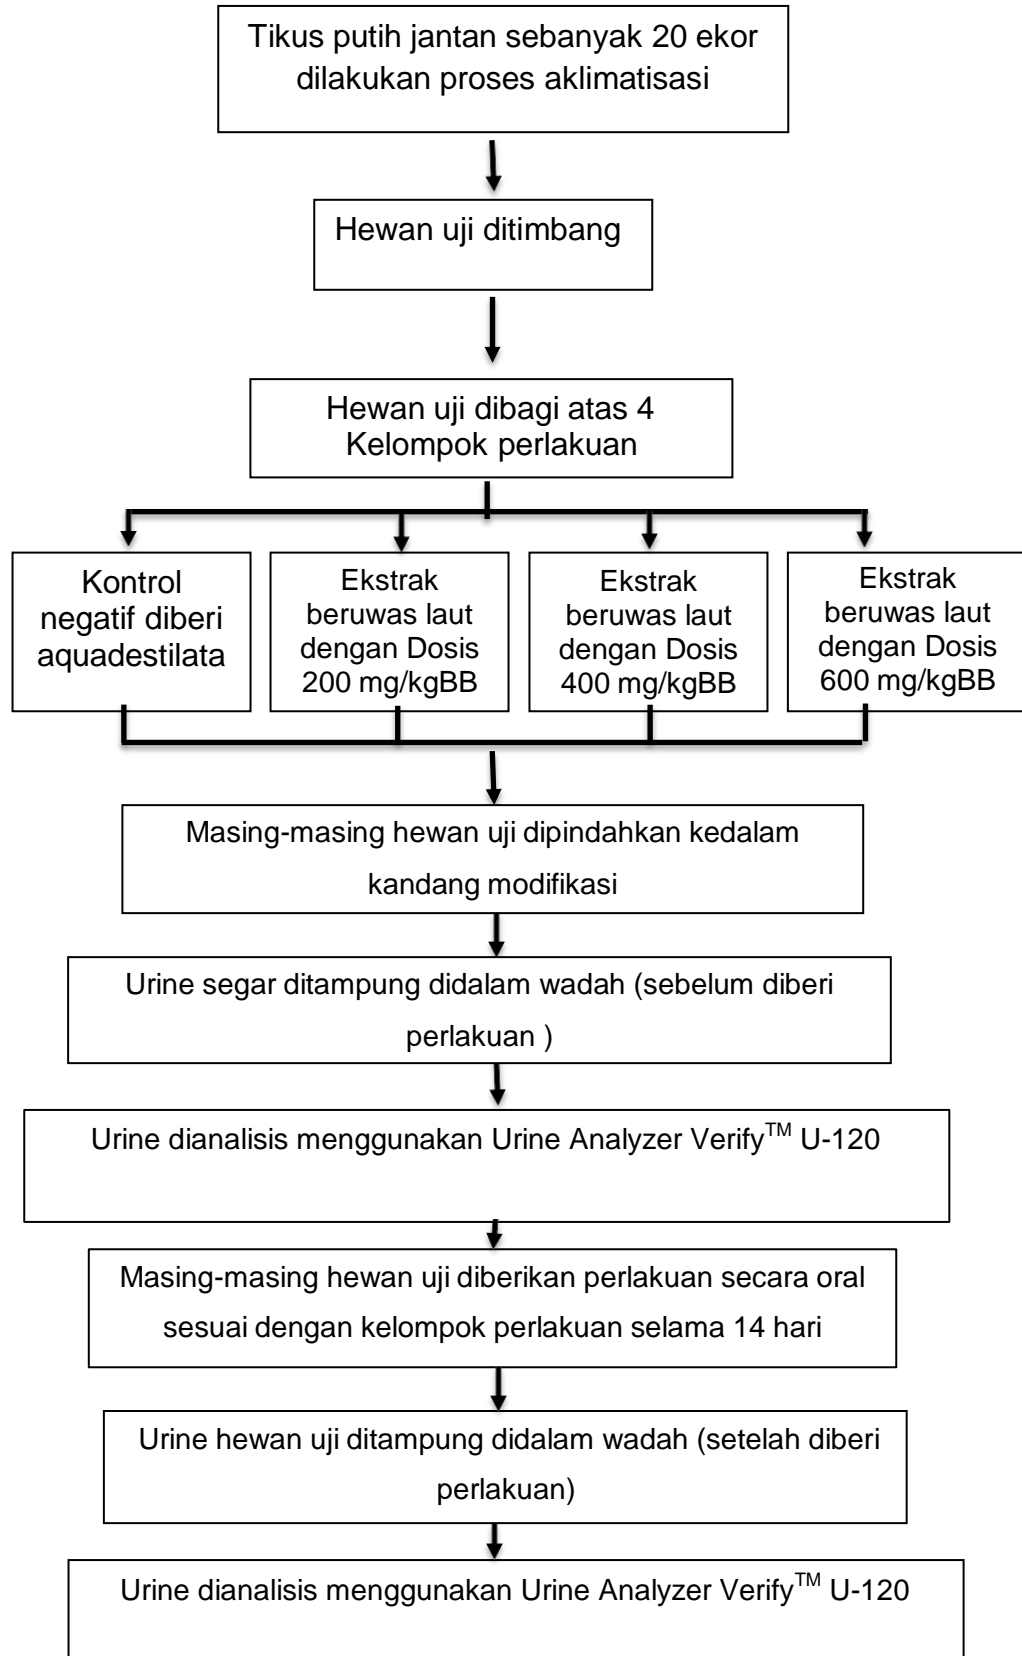 Tikus putih jantan sebanyak 20 ekor
dilakukan proses aklimatisasi
Hewan uji ditimbang
Hewan uji dibagi atas 4
Kelompok perlakuan
Kontrol
negatif diberi
aquadestilata
Ekstrak
beruwas laut
dengan Dosis
200 mg/kgBB
Ekstrak
beruwas laut
dengan Dosis
400 mg/kgBB
Ekstrak
beruwas laut
dengan Dosis
600 mg/kgBB
Masing-masing hewan uji dipindahkan kedalam
kandang modifikasi
Urine segar ditampung didalam wadah (sebelum diberi
perlakuan )
Urine dianalisis menggunakan Urine Analyzer Verify™ U-120
Masing-masing hewan uji diberikan perlakuan secara oral
sesuai dengan kelompok perlakuan selama 14 hari
Urine hewan uji ditampung didalam wadah (setelah diberi
perlakuan)
Urine dianalisis menggunakan Urine Analyzer Verify™ U-120